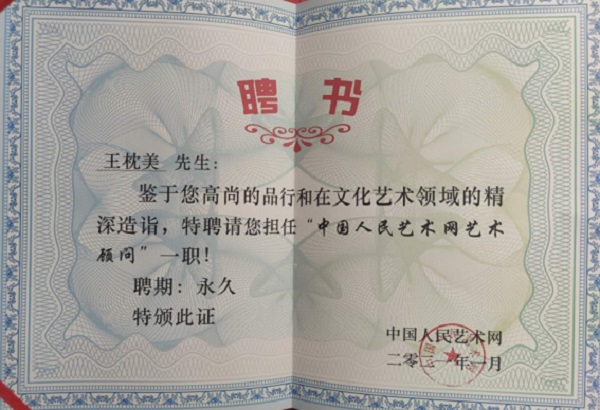 聘书
王枕美 先生:
鉴于您高尚的品行和在文化艺术领域的精
深造诣，特聘请您担任“中国人民艺术网艺术
顾问”一职!
聘期: 永久
特颁此证
中国人民艺术网
二零一一年一月